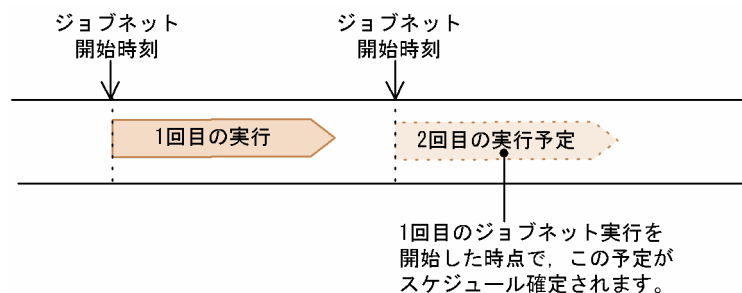 ジョブネット
開始時刻
ジョブネット
開始時刻
1回目の実行
2回目の実行予定
1回目のジョブネット実行を
開始した時点で，この予定が
スケジュール確定されます。